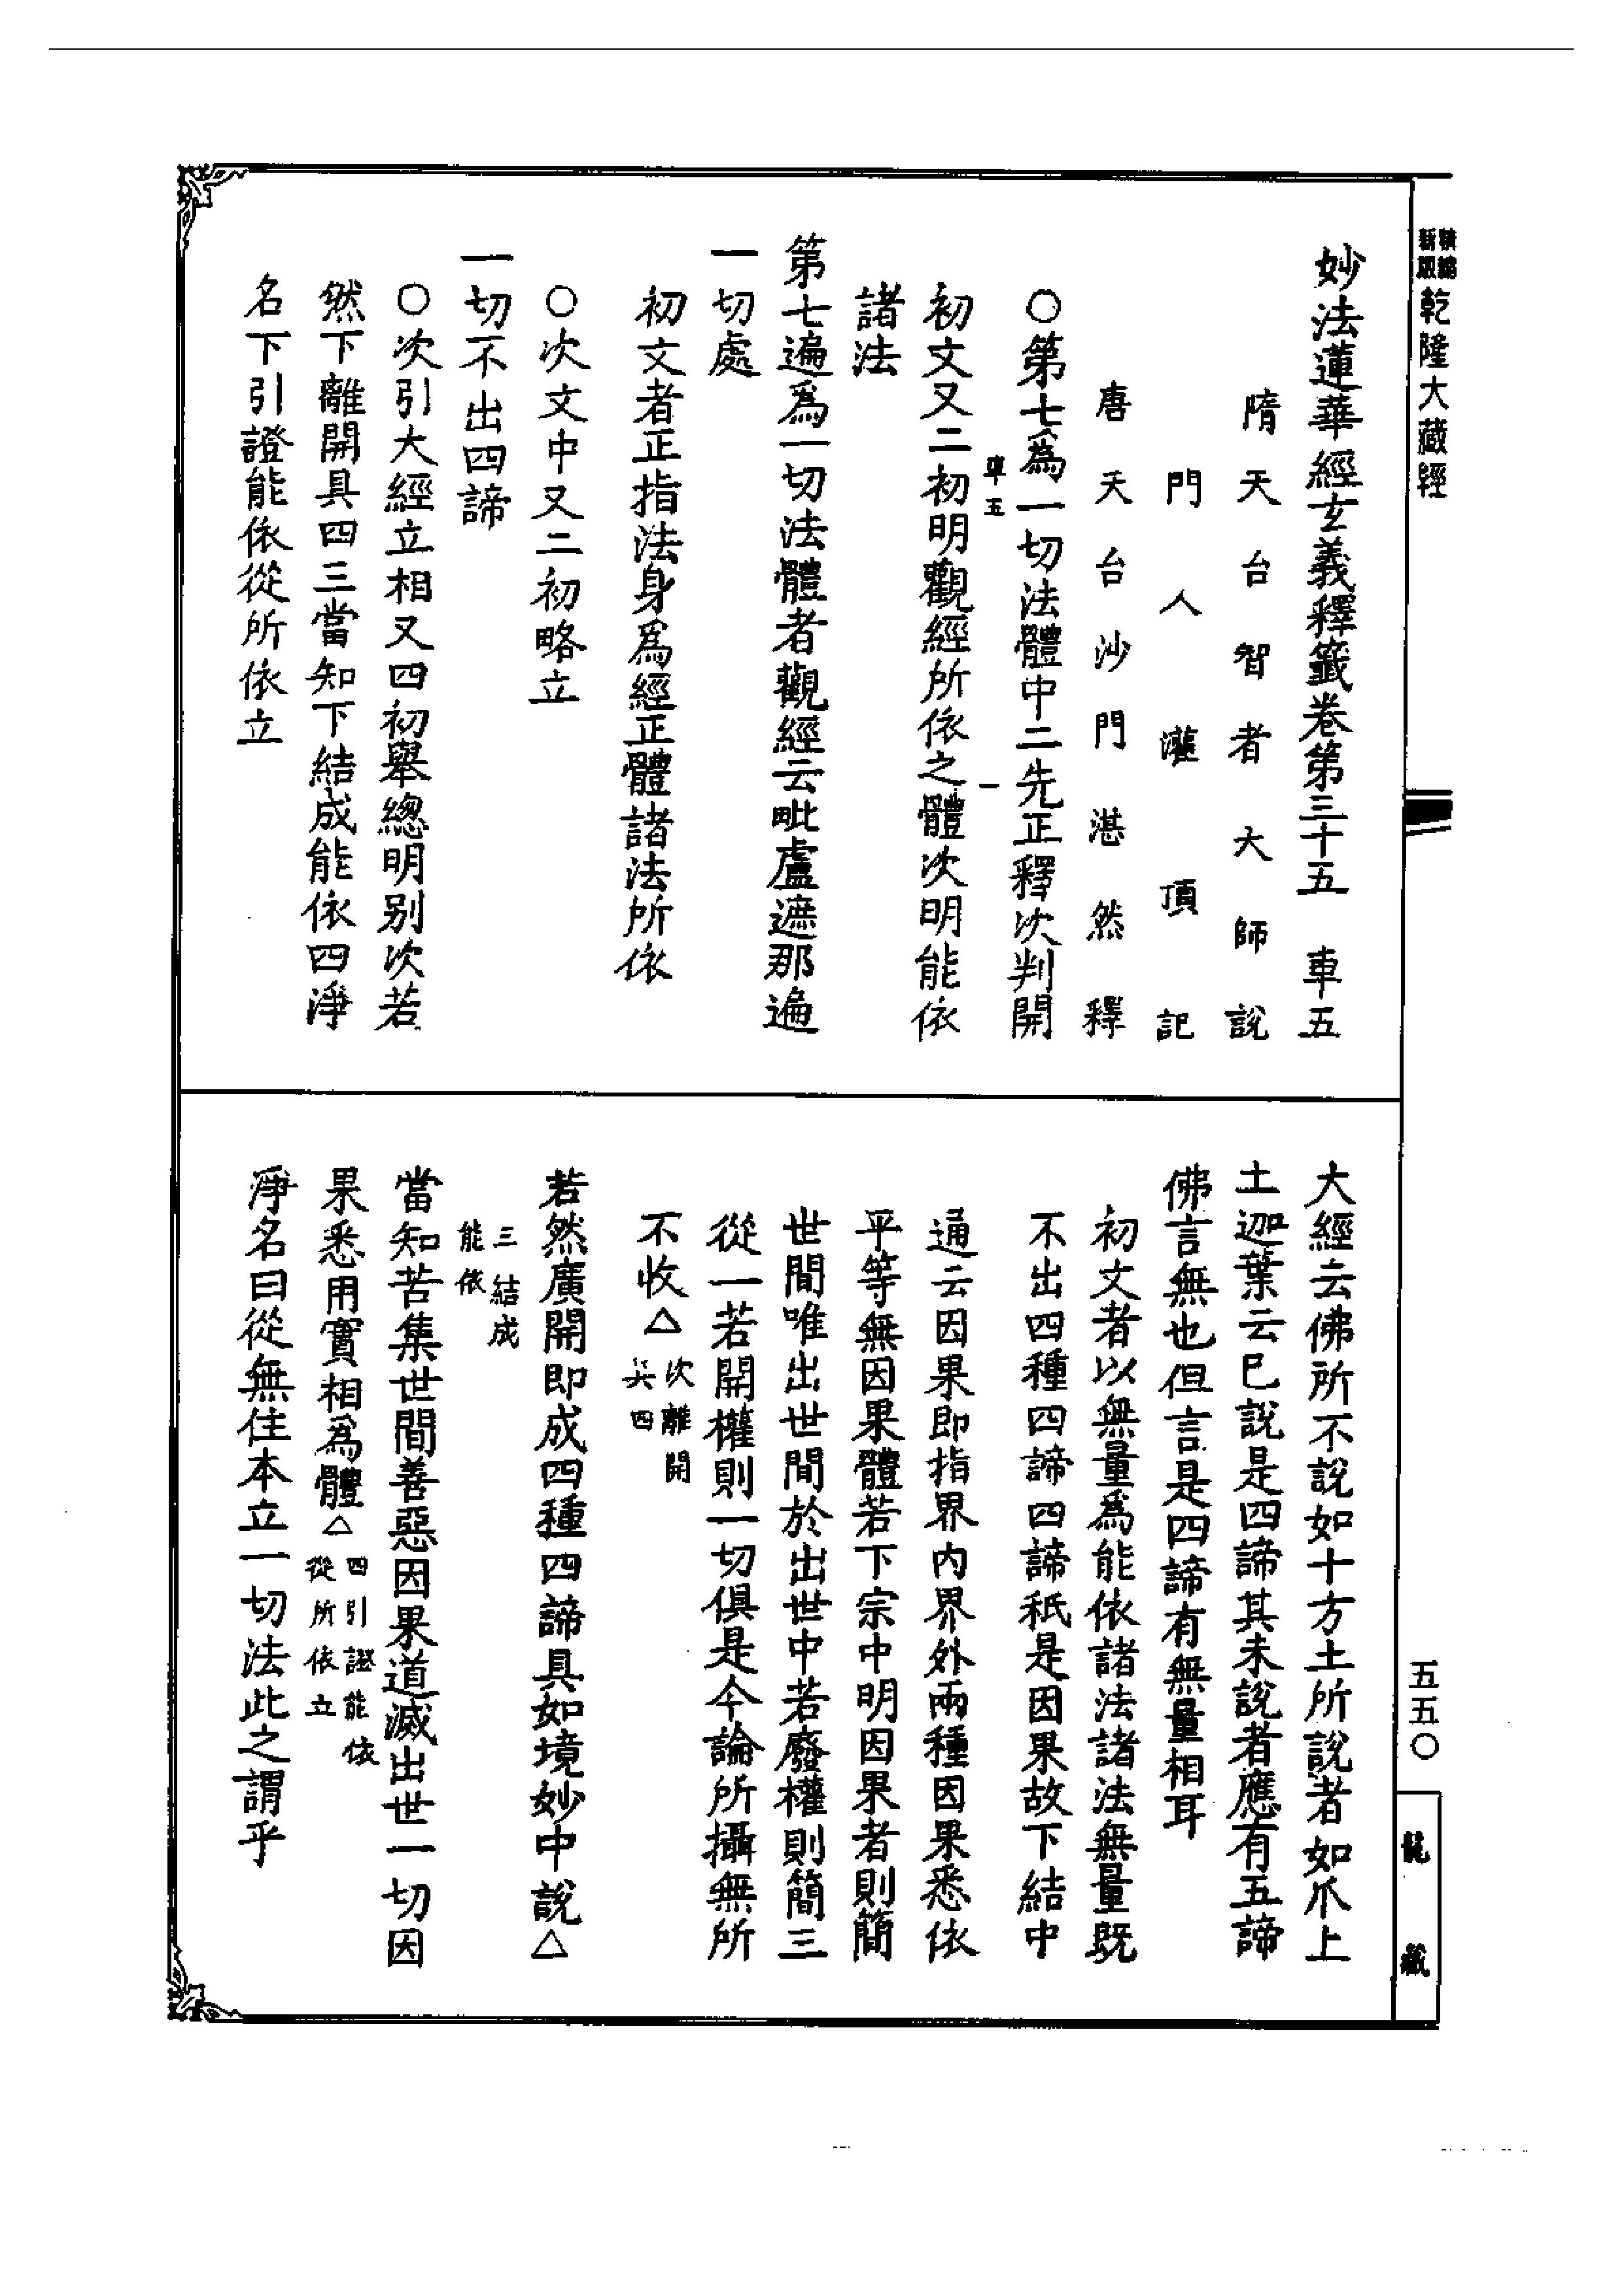 精縮
新版
乾隆大藏經
妙法蓮華經玄義釋籤卷第三十五　車五
隋天台智者大師說
門人灌頂記
唐天台沙門湛然釋
○第七為一切法體中二先正釋次判開
車五　一
初文又二初明觀經所依之體次明能依
諸法
第七遍為一切法體者觀經云毗盧遮那遍
一切處
初文者正指法身為經正體諸法所依
○次文中又二初略立
一切不出四諦
○次引大經立相又四初舉總明別次若
然下離開具四三當知下結成能依四淨
名下引證能依從所依立
大經云佛所不說如十方土所說者如爪上
土迦葉云已說是四諦其未說者應有五諦
佛言無也但言是四諦有無量相耳
初文者以無量為能依諸法諸法無量既
不出四種四諦四諦秖是因果故下結中
通云因果即指界內界外兩種因果悉依
平等無因果體若下宗中明因果者則簡
世間唯出世間於出世中若廢權則簡三
從一若開權則一切俱是今論所攝無所
不收△
次離開
具四
若然廣開即成四種四諦具如境妙中說△
三結成
能依
當知苦集世間善惡因果道滅出世一切因
果悉用實相為體△
四引證能依
從所依立
淨名曰從無住本立一切法此之謂乎
五五○
龍藏